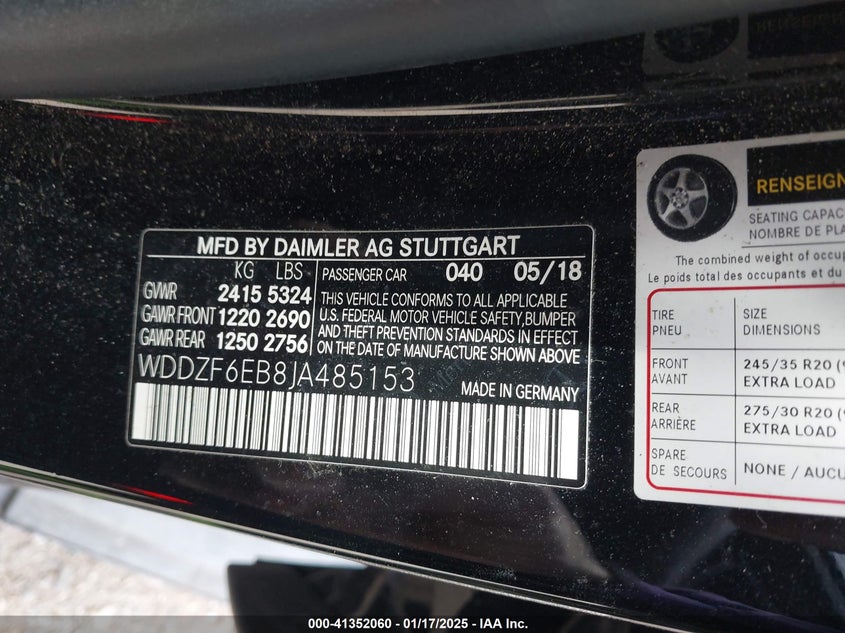 MFD BY DAIMLER AG STUTTGART
KG LBS
GVWR 2415 5324
GAWR FRONT 1220 2690
GAWR REAR 1250 2756
PASSENGER CAR 040 05/18
THIS VEHICLE CONFORMS TO ALL APPLICABLE
U.S. FEDERAL MOTOR VEHICLE SAFETY, BUMPER
AND THEFT PREVENTION STANDARDS IN EFFECT
ON THE DATE OF MANUFACTURE SHOWN ABOVE
WDDZF6EB8JA485153
MADE IN GERMANY
RENSEIGN
SEATING CAPAC
NOMBRE DE PLA
The combined weight of occup
Le poids total des occupants et du
TIRE SIZE
PNEU DIMENSIONS
FRONT 245/35 R20 (
AVANT EXTRA LOAD
REAR 275/30 R20 (
ARRIÈRE EXTRA LOAD
SPARE
DE SECOURS NONE / AUCU
000-41352060 - 01/17/2025 - IAA Inc.